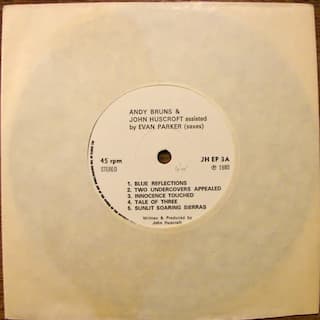 ANDY BRUNS &
JOHN HUSCROFT assisted
by EVAN PARKER (saxes)
45 rpm
STEREO
JH EP 3A
℗ 1980
1. BLUE REFLECTIONS
2. TWO UNDERCOVERS APPEALED
3. INNOCENCE TOUCHED
4. TALE OF THREE
5. SUNLIT SOARING SIERRAS
Written & Produced by
John Huscroft